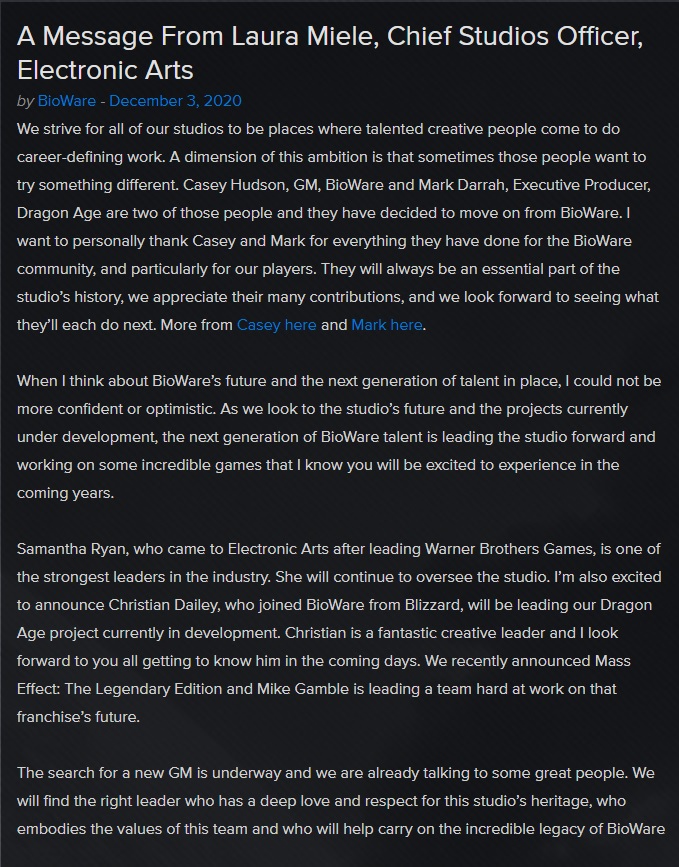 A Message From Laura Miele, Chief Studios Officer,
Electronic Arts
by BioWare - December 3, 2020
We strive for all of our studios to be places where talented creative people come to do
career-defining work. A dimension of this ambition is that sometimes those people want to
try something different. Casey Hudson, GM, BioWare and Mark Darrah, Executive Producer,
Dragon Age are two of those people and they have decided to move on from BioWare. I
want to personally thank Casey and Mark for everything they have done for the BioWare
community, and particularly for our players. They will always be an essential part of the
studio’s history, we appreciate their many contributions, and we look forward to seeing what
they’ll each do next. More from Casey here and Mark here.
When I think about BioWare’s future and the next generation of talent in place, I could not be
more confident or optimistic. As we look to the studio’s future and the projects currently
under development, the next generation of BioWare talent is leading the studio forward and
working on some incredible games that I know you will be excited to experience in the
coming years.
Samantha Ryan, who came to Electronic Arts after leading Warner Brothers Games, is one of
the strongest leaders in the industry. She will continue to oversee the studio. I’m also excited
to announce Christian Dailey, who joined BioWare from Blizzard, will be leading our Dragon
Age project currently in development. Christian is a fantastic creative leader and I look
forward to you all getting to know him in the coming days. We recently announced Mass
Effect: The Legendary Edition and Mike Gamble is leading a team hard at work on that
franchise’s future.
The search for a new GM is underway and we are already talking to some great people. We
will find the right leader who has a deep love and respect for this studio’s heritage, who
embodies the values of this team and who will help carry on the incredible legacy of BioWare